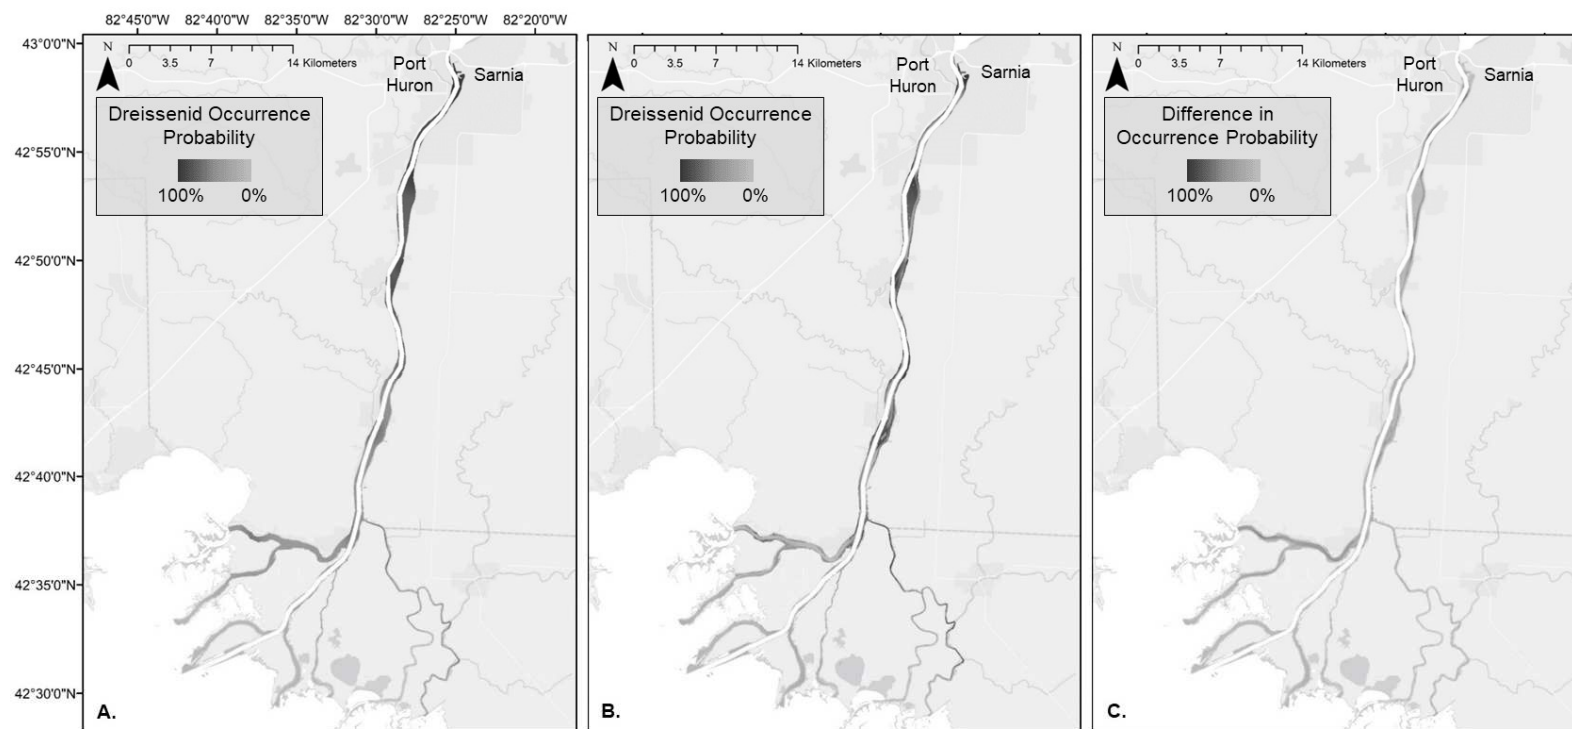 82°45'0"W 82°40'0"W 82°35'0"W 82°30'0"W 82°25'0"W 82°20'0"W
43°0'0"N
42°55'0"N
42°50'0"N
42°45'0"N
42°40'0"N
42°35'0"N
42°30'0"N
N
0 3.5 7 14 Kilometers
Port
Huron
Sarnia
Dreissenid Occurrence
Probability
100% 0%
A.
N
0 3.5 7 14 Kilometers
Port
Huron
Sarnia
Dreissenid Occurrence
Probability
100% 0%
B.
N
0 3.5 7 14 Kilometers
Port
Huron
Sarnia
Difference in
Occurrence Probability
100% 0%
C.